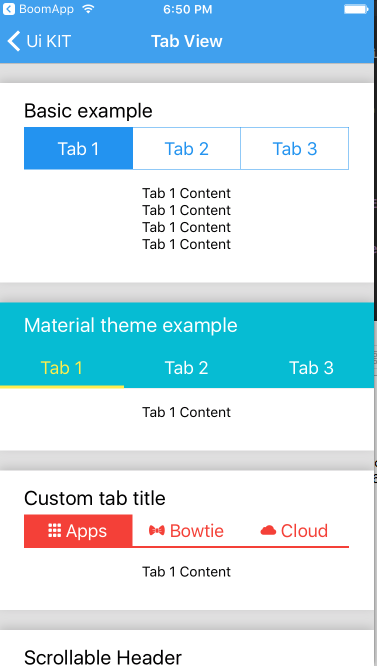 BoomApp 6:50 PM
Ui KIT Tab View
Basic example
Tab 1 Tab 2 Tab 3
Tab 1 Content
Tab 1 Content
Tab 1 Content
Tab 1 Content
Material theme example
Tab 1 Tab 2 Tab 3
Tab 1 Content
Custom tab title
Apps Bowtie Cloud
Tab 1 Content
Scrollable Header